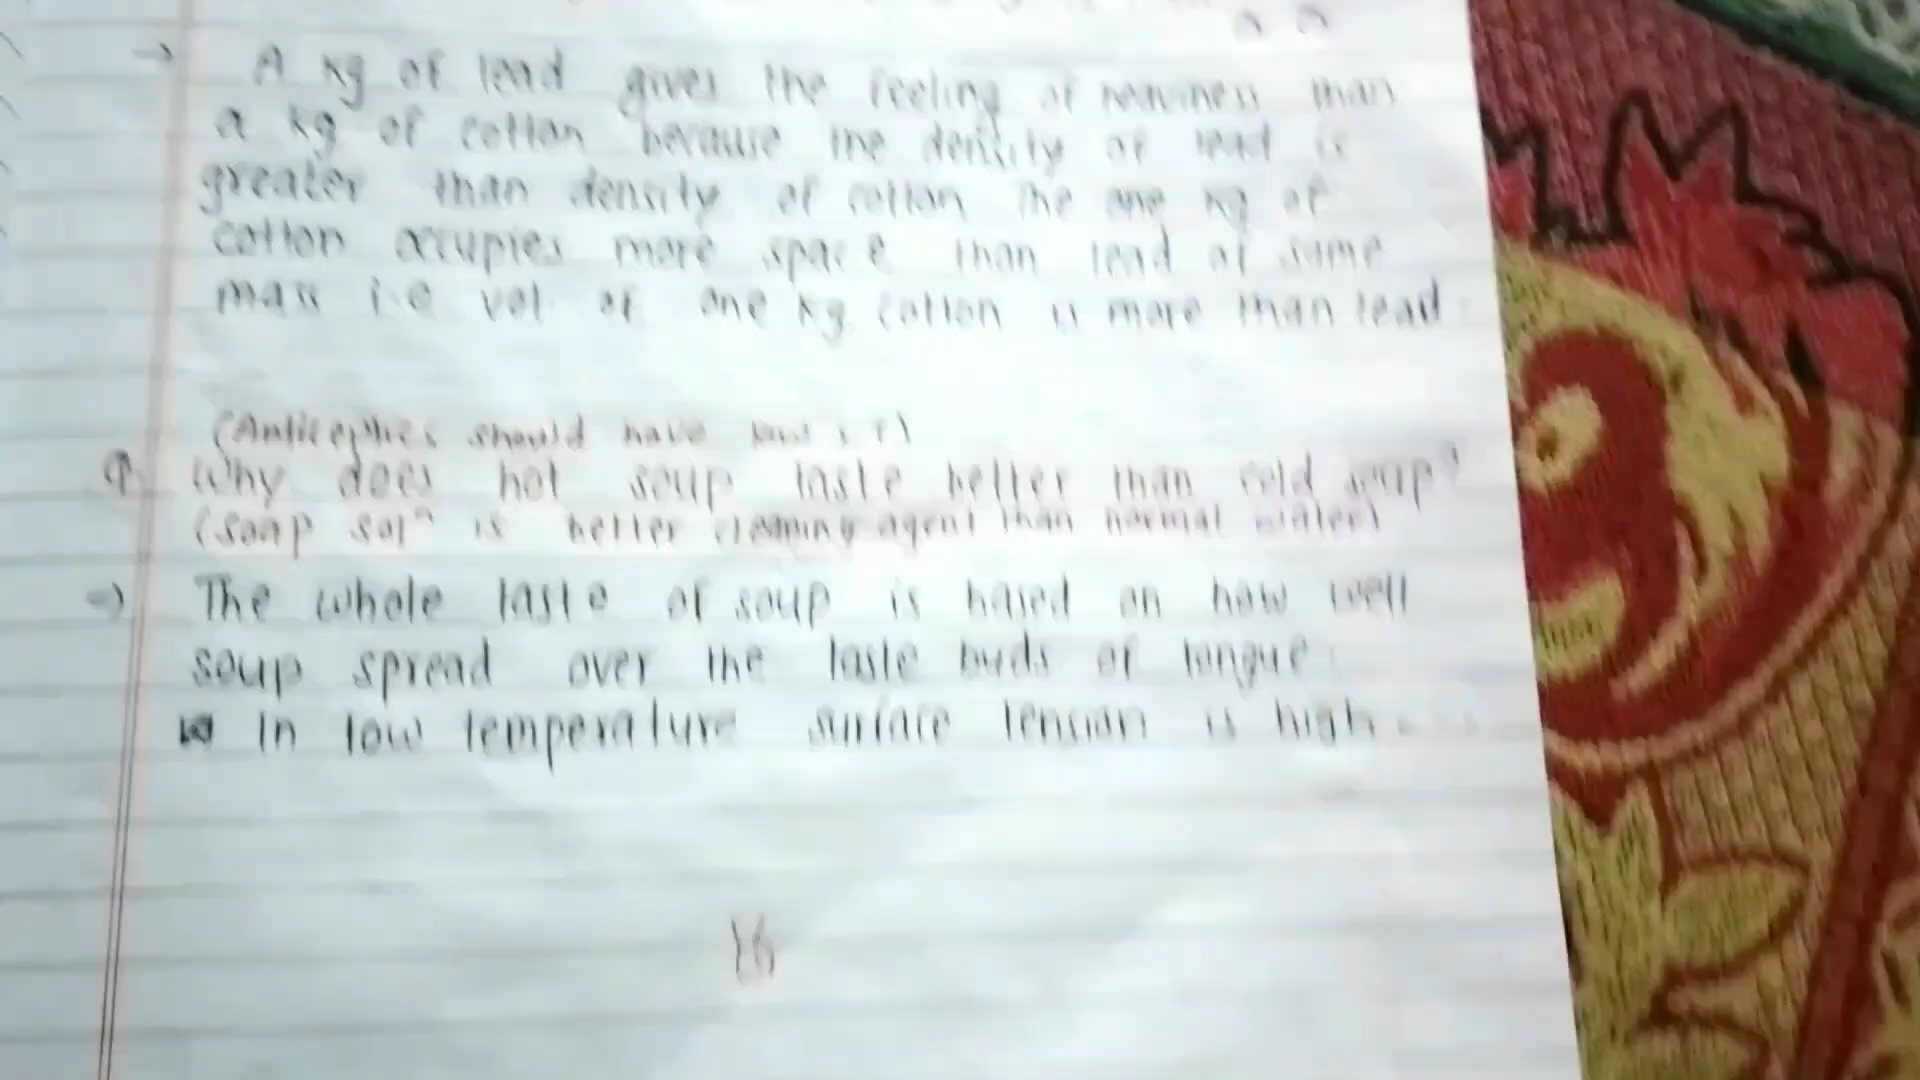 → A kg of lead gives the feeling of heaviness than
a kg of cotton because the density of lead is
greater than density of cotton. The one kg of
cotton occupies more space than lead of same
mass i.e vol. of one kg cotton is more than lead.
(Anticeptics should have low s.T)
Q. Why does hot soup taste better than cold soup?
(soap solⁿ is better cleaning agent than normal water)
→ The whole taste of soup is based on how well
soup spread over the taste buds of tongue.
In low temperature surface tension is high